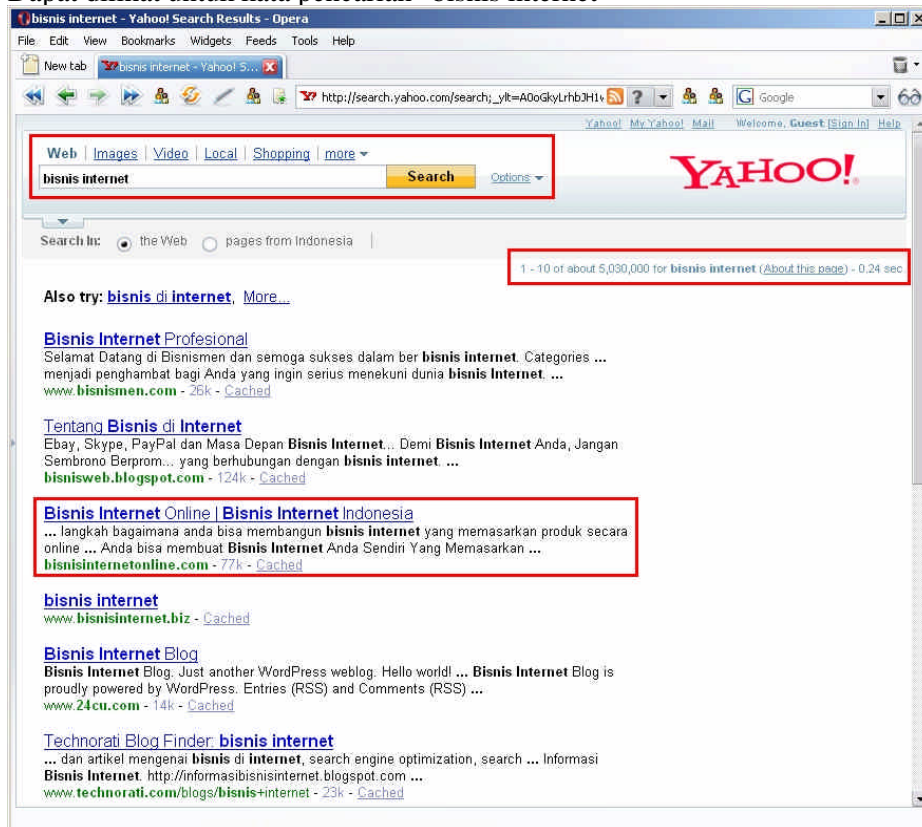 bisnis internet - Yahoo! Search Results - Opera
File Edit View Bookmarks Widgets Feeds Tools Help
New tab bisnis internet - Yahoo! S...
http://search.yahoo.com/search;_ylt=A0oGkyLrhbJH1 Google
Yahoo! My Yahoo! Mail Welcome, Guest [Sign In] Help
Web | Images | Video | Local | Shopping | more
bisnis internet Search Options
YAHOO!
Search In: the Web pages from Indonesia
1 - 10 of about 5,030,000 for bisnis internet (About this page) - 0.24 sec.
Also try: bisnis di internet, More...
Bisnis Internet Profesional
Selamat Datang di Bisnismen dan semoga sukses dalam ber bisnis internet. Categories ...
menjadi penghambat bagi Anda yang ingin serius menekuni dunia bisnis Internet. ...
www.bisnismen.com - 26k - Cached
Tentang Bisnis di Internet
Ebay, Skype, PayPal dan Masa Depan Bisnis Internet... Demi Bisnis Internet Anda, Jangan
Sembrono Berprom... yang berhubungan dengan bisnis internet. ...
bisnisweb.blogspot.com - 124k - Cached
Bisnis Internet Online | Bisnis Internet Indonesia
... langkah bagaimana anda bisa membangun bisnis internet yang memasarkan produk secara
online ... Anda bisa membuat Bisnis Internet Anda Sendiri Yang Memasarkan ...
bisnisinternetonline.com - 77k - Cached
bisnis internet
www.bisnisinternet.biz - Cached
Bisnis Internet Blog
Bisnis Internet Blog. Just another WordPress weblog. Hello world! ... Bisnis Internet Blog is
proudly powered by WordPress. Entries (RSS) and Comments (RSS) ...
www.24cu.com - 14k - Cached
Technorati Blog Finder: bisnis internet
... dan artikel mengenai bisnis di internet, search engine optimization, search ... Informasi
Bisnis Internet. http://informasibisnisinternet.blogspot.com ...
www.technorati.com/blogs/bisnis+internet - 23k - Cached